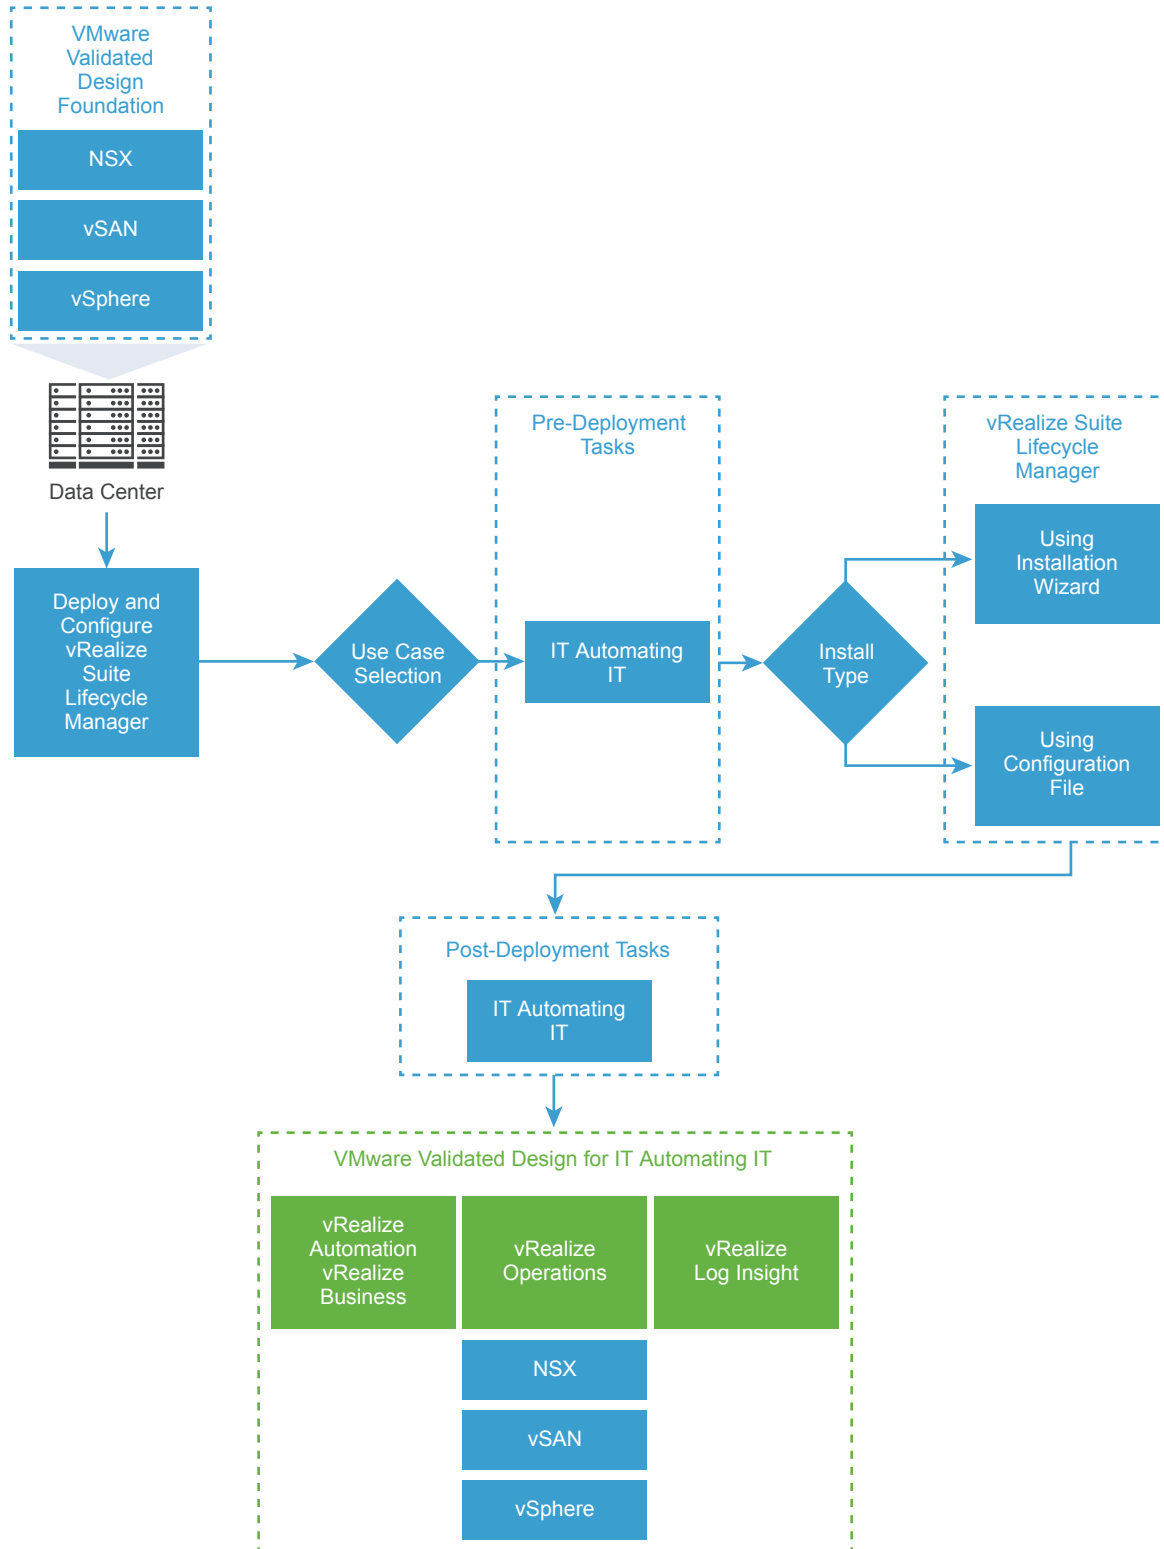 VMware
Validated
Design
Foundation
NSX
vSAN
vSphere
Data Center
Deploy and
Configure
vRealize
Suite
Lifecycle
Manager
Use Case
Selection
Pre-Deployment
Tasks
IT Automating
IT
Install
Type
vRealize Suite
Lifecycle
Manager
Using
Installation
Wizard
Using
Configuration
File
Post-Deployment Tasks
IT Automating
IT
VMware Validated Design for IT Automating IT
vRealize
Automation
vRealize
Business
vRealize
Operations
vRealize
Log Insight
NSX
vSAN
vSphere